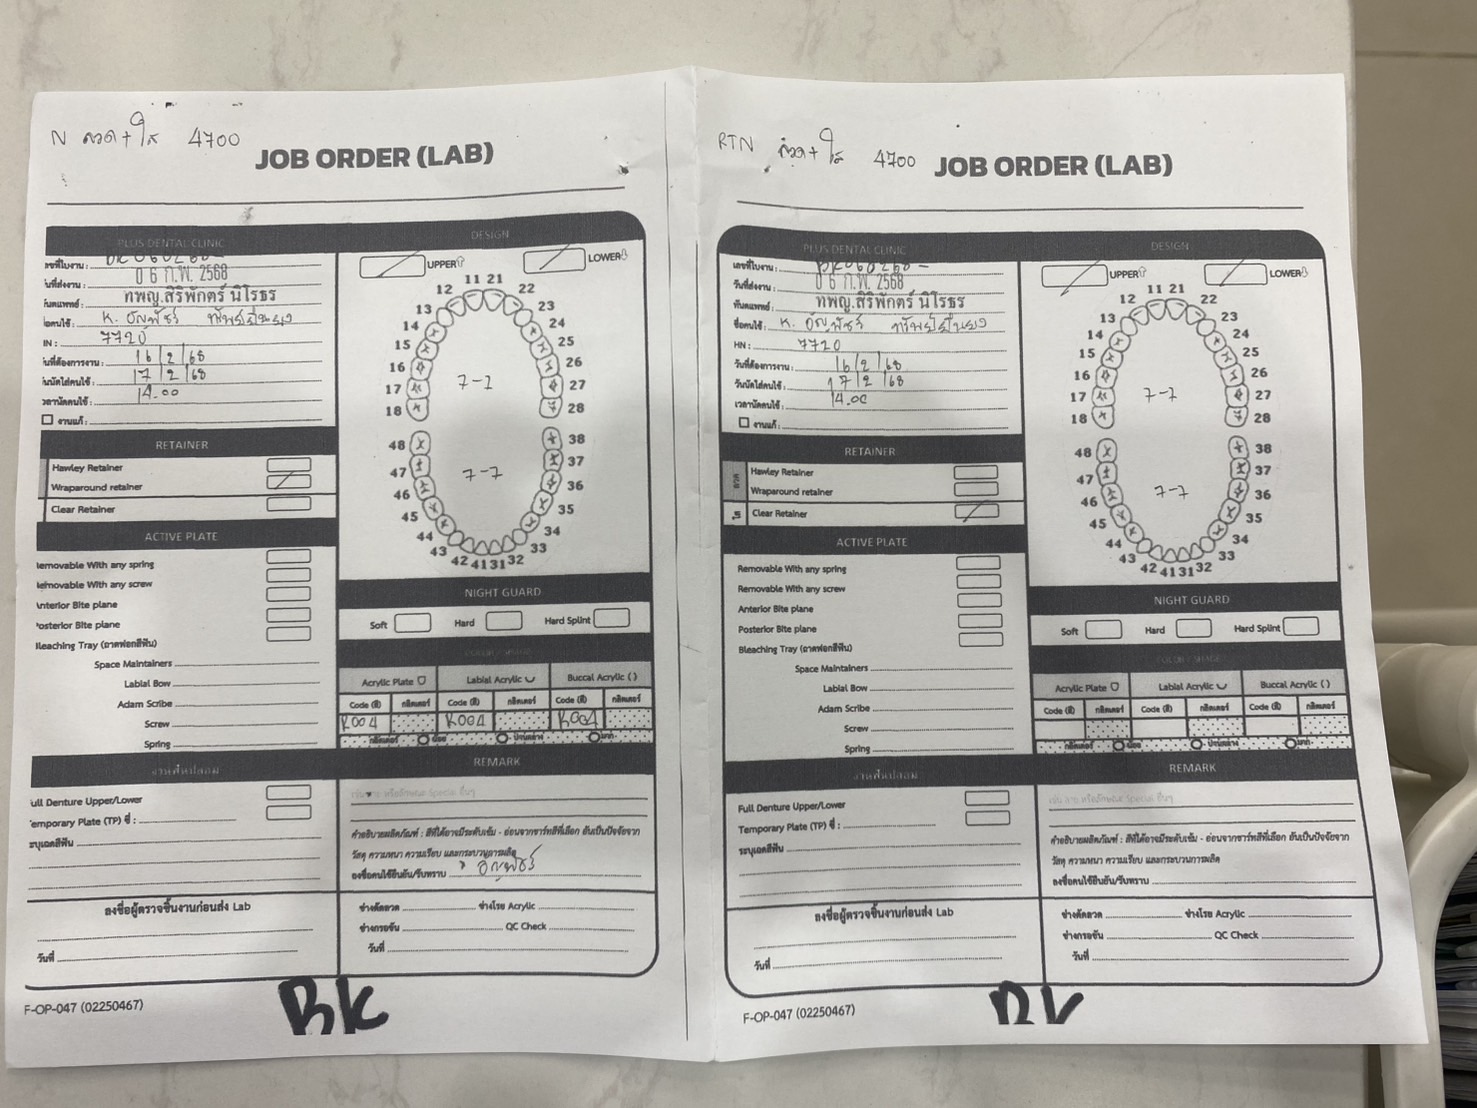 N ลวด+ใส 4700
JOB ORDER (LAB)
PLUS DENTAL CLINIC
DESIGN
ลขที่ใบงาน : BK060268-
ันที่ส่งงาน : 06 ก.พ. 2568
ันตแพทย์ : ทพญ.สิริพักตร์ นิโรธร
ื่อคนไข้ : K.
HN : 7720
ันที่ต้องการงาน : 16/2/68
ันนัดใส่คนไข้ : 17/2/68
วลานัดคนไข้ : 14.00
งานแก้ :
UPPER
LOWER
11 21
12 22
13 23
14 24
15 25
16 26
17 7-7 27
18 28
48 38
47 7-7 37
46 36
45 35
44 34
43 33
42 41 31 32
RETAINER
Hawley Retainer
Wraparound retainer
Clear Retainer
ACTIVE PLATE
Removable With any spring
Removable With any screw
Anterior Bite plane
Posterior Bite plane
Bleaching Tray (ถาดฟอกสีฟัน)
Space Maintainers
Labial Bow
Adam Scribe
Screw
Spring
NIGHT GUARD
Soft Hard Hard Splint
COLOR / IMAGE
Acrylic Plate Labial Acrylic Buccal Acrylic ( )
Code (สี) กลิตเตอร์ Code (สี) กลิตเตอร์ Code (สี) กลิตเตอร์
R004 R004 R004
กลิตเตอร์ น้อย ปานกลาง มาก
งานฟันปลอม
Full Denture Upper/Lower
Temporary Plate (TP) ซี่ :
ระบุเฉดสีฟัน
REMARK
เช่น ลาย หรือลักษณะ Special อื่นๆ
คำอธิบายผลิตภัณฑ์ : สีที่ได้อาจมีระดับเข้ม - อ่อนจากชาร์ทสีที่เลือก อันเป็นปัจจัยจาก
วัสดุ ความหนา ความเรียบ และกระบวนการผลิต
ลงชื่อคนไข้ยืนยัน/รับทราบ
ลงชื่อผู้ตรวจชิ้นงานก่อนส่ง Lab
วันที่
ช่างดัดลวด ช่างโรย Acrylic
ช่างกรอขัน QC Check
วันที่
F-OP-047 (02250467)
BK
RTN ลวด+ใส 4700
JOB ORDER (LAB)
PLUS DENTAL CLINIC
DESIGN
เลขที่ใบงาน : BK060268-
วันที่ส่งงาน : 06 ก.พ. 2568
ทันตแพทย์ : ทพญ.สิริพักตร์ นิโรธร
ชื่อคนไข้ : K.
HN : 7720
วันที่ต้องการงาน : 16/2/68
วันนัดใส่คนไข้ : 17/2/68
เวลานัดคนไข้ : 14.00
งานแก้ :
UPPER
LOWER
11 21
12 22
13 23
14 24
15 25
16 26
17 7-7 27
18 28
48 38
47 37
46 7-7 36
45 35
44 34
43 33
42 41 31 32
RETAINER
ลวด
Hawley Retainer
Wraparound retainer
ใส
Clear Retainer
ACTIVE PLATE
Removable With any spring
Removable With any screw
Anterior Bite plane
Posterior Bite plane
Bleaching Tray (ถาดฟอกสีฟัน)
Space Maintainers
Labial Bow
Adam Scribe
Screw
Spring
NIGHT GUARD
Soft Hard Hard Splint
COLOR / IMAGE
Acrylic Plate Labial Acrylic Buccal Acrylic ( )
Code (สี) กลิตเตอร์ Code (สี) กลิตเตอร์ Code (สี) กลิตเตอร์
กลิตเตอร์ น้อย ปานกลาง มาก
งานฟันปลอม
Full Denture Upper/Lower
Temporary Plate (TP) ซี่ :
ระบุเฉดสีฟัน
REMARK
เช่น ลาย หรือลักษณะ Special อื่นๆ
คำอธิบายผลิตภัณฑ์ : สีที่ได้อาจมีระดับเข้ม - อ่อนจากชาร์ทสีที่เลือก อันเป็นปัจจัยจาก
วัสดุ ความหนา ความเรียบ และกระบวนการผลิต
ลงชื่อคนไข้ยืนยัน/รับทราบ
ลงชื่อผู้ตรวจชิ้นงานก่อนส่ง Lab
วันที่
ช่างดัดลวด ช่างโรย Acrylic
ช่างกรอขัน QC Check
วันที่
F-OP-047 (02250467)
BK